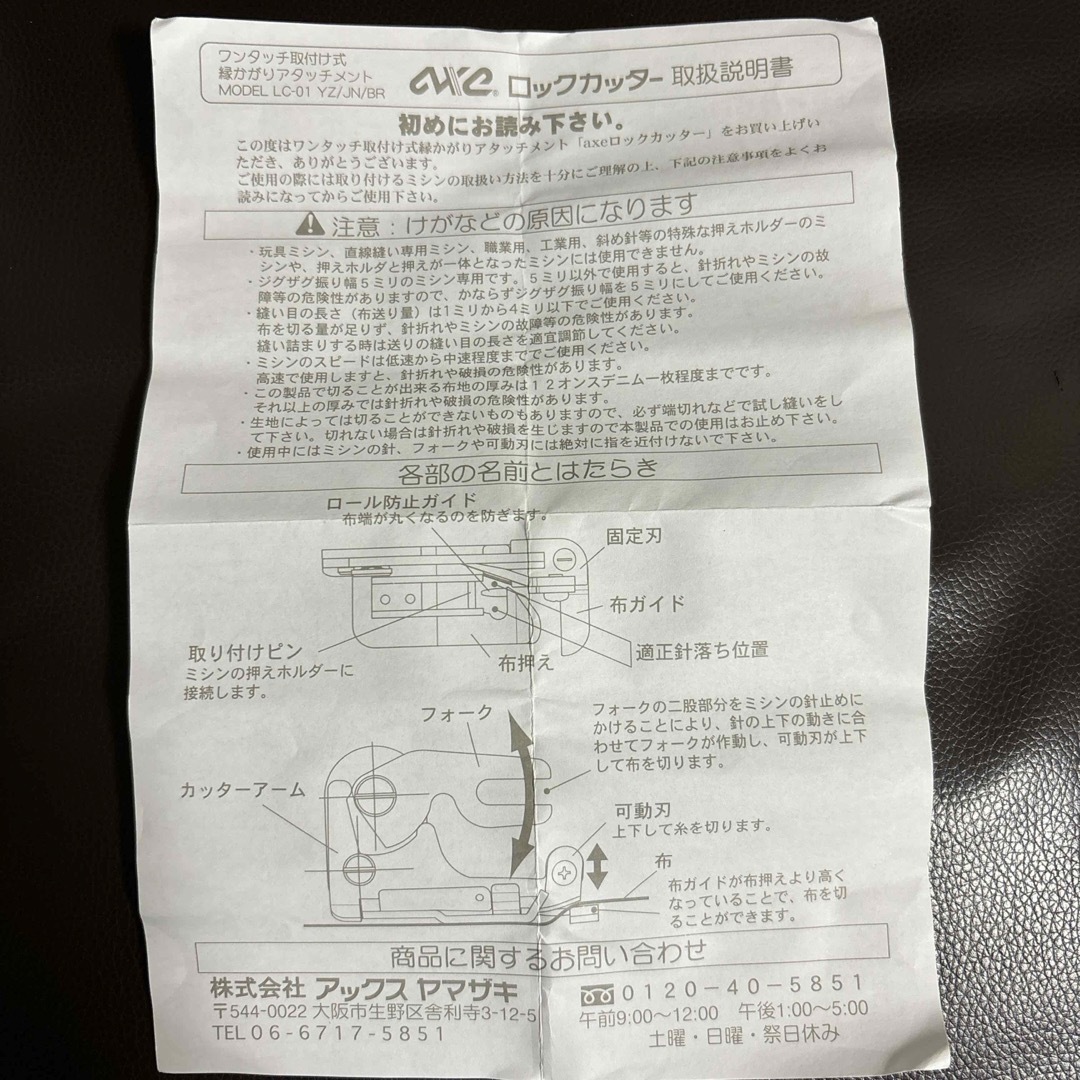 ワンタッチ取付け式
縁かがりアタッチメント
MODEL LC-01 YZ/JN/BR
axe® ロックカッター 取扱説明書
初めにお読み下さい。
この度はワンタッチ取付け式縁かがりアタッチメント「axeロックカッター」をお買い上げい
ただき、ありがとうございます。
ご使用の際には取り付けるミシンの取扱い方法を十分にご理解の上、下記の注意事項をよくお
読みになってからご使用下さい。
注意：けがなどの原因になります
・玩具ミシン、直線縫い専用ミシン、職業用、工業用、斜め針等の特殊な押えホルダーのミ
シンや、押えホルダと押えが一体となったミシンには使用できません。
・ジグザグ振り幅５ミリのミシン専用です。５ミリ以外で使用すると、針折れやミシンの故
障等の危険性がありますので、かならずジグザグ振り幅を５ミリにしてご使用ください。
・縫い目の長さ（布送り量）は1ミリから4ミリ以下でご使用ください。
布を切る量が足りず、針折れやミシンの故障等の危険性があります。
縫い詰まりする時は送りの縫い目の長さを適宜調節してください。
・ミシンのスピードは低速から中速程度まででご使用ください。
高速で使用しますと、針折れや破損の危険性があります。
・この製品で切ることが出来る布地の厚みは１２オンスデニム一枚程度までです。
それ以上の厚みでは針折れや破損の危険性があります。
・生地によっては切ることができないものもありますので、必ず端切れなどで試し縫いをし
て下さい。切れない場合は針折れや破損を生じますので本製品での使用はお止め下さい。
・使用中にはミシンの針、フォークや可動刃には絶対に指を近付けないで下さい。
各部の名前とはたらき
ロール防止ガイド
布端が丸くなるのを防ぎます。
固定刃
布ガイド
適正針落ち位置
布押え
取り付けピン
ミシンの押えホルダーに
接続します。
フォーク
フォークの二股部分をミシンの針止めに
かけることにより、針の上下の動きに合
わせてフォークが作動し、可動刃が上下
して布を切ります。
カッターアーム
可動刃
上下して糸を切ります。
布
布ガイドが布押えより高く
なっていることで、布を切
ることができます。
商品に関するお問い合わせ
株式会社 アックス ヤマザキ
〒544-0022 大阪市生野区舎利寺3-12-5
TEL 06-6717-5851
0120-40-5851
午前9:00〜12:00 午後1:00〜5:00
土曜・日曜・祭日休み